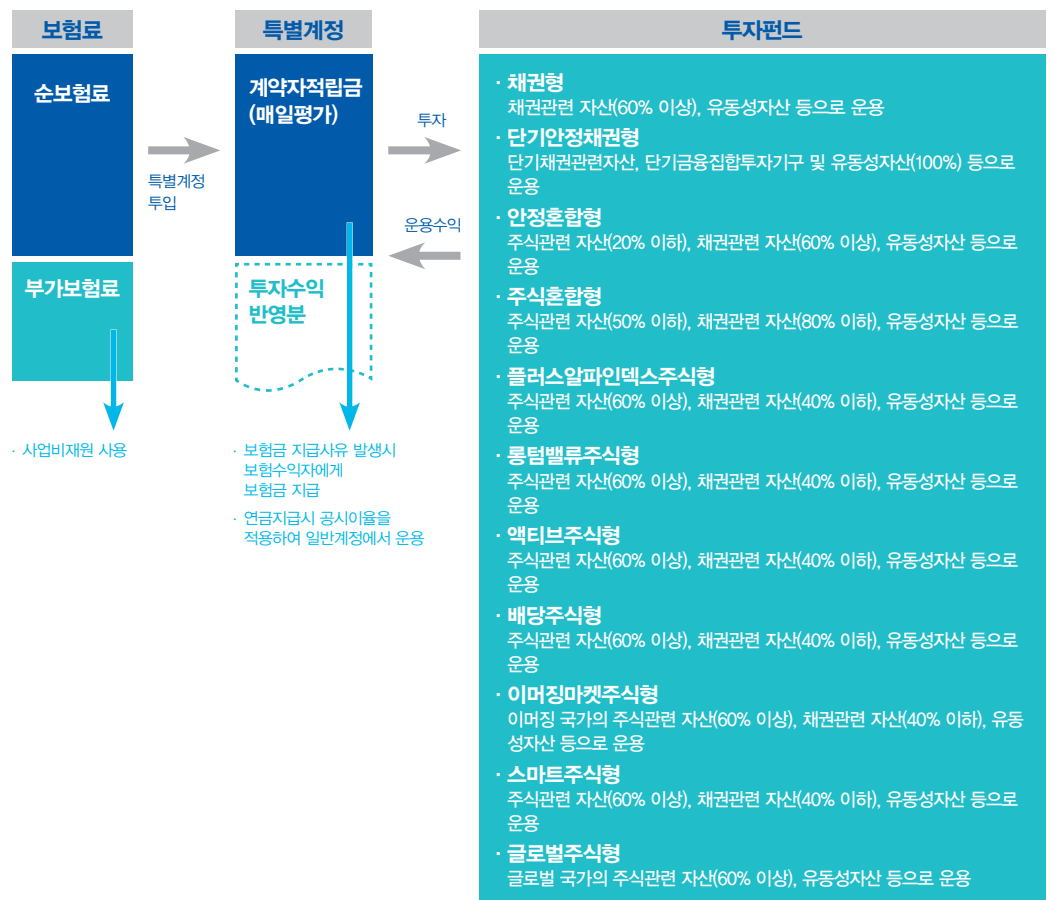 보험료
순보험료
부가보험료
· 사업비재원 사용
특별계정
투입
특별계정
계약자적립금
(매일평가)
투자수익
반영분
· 보험금 지급사유 발생시
보험수익자에게
보험금 지급
· 연금지급시 공시이율을
적용하여 일반계정에서 운용
투자
운용수익
투자펀드
· 채권형
채권관련 자산(60% 이상), 유동성자산 등으로 운용
· 단기안정채권형
단기채권관련자산, 단기금융집합투자기구 및 유동성자산(100%) 등으로
운용
· 안정혼합형
주식관련 자산(20% 이하), 채권관련 자산(60% 이상), 유동성자산 등으로
운용
· 주식혼합형
주식관련 자산(50% 이하), 채권관련 자산(80% 이하), 유동성자산 등으로
운용
· 플러스알파인덱스주식형
주식관련 자산(60% 이상), 채권관련 자산(40% 이하), 유동성자산 등으로
운용
· 롱텀밸류주식형
주식관련 자산(60% 이상), 채권관련 자산(40% 이하), 유동성자산 등으로
운용
· 액티브주식형
주식관련 자산(60% 이상), 채권관련 자산(40% 이하), 유동성자산 등으로
운용
· 배당주식형
주식관련 자산(60% 이상), 채권관련 자산(40% 이하), 유동성자산 등으로
운용
· 이머징마켓주식형
이머징 국가의 주식관련 자산(60% 이상), 채권관련 자산(40% 이하), 유동
성자산 등으로 운용
· 스마트주식형
주식관련 자산(60% 이상), 채권관련 자산(40% 이하), 유동성자산 등으로
운용
· 글로벌주식형
글로벌 국가의 주식관련 자산(60% 이상), 유동성자산 등으로 운용